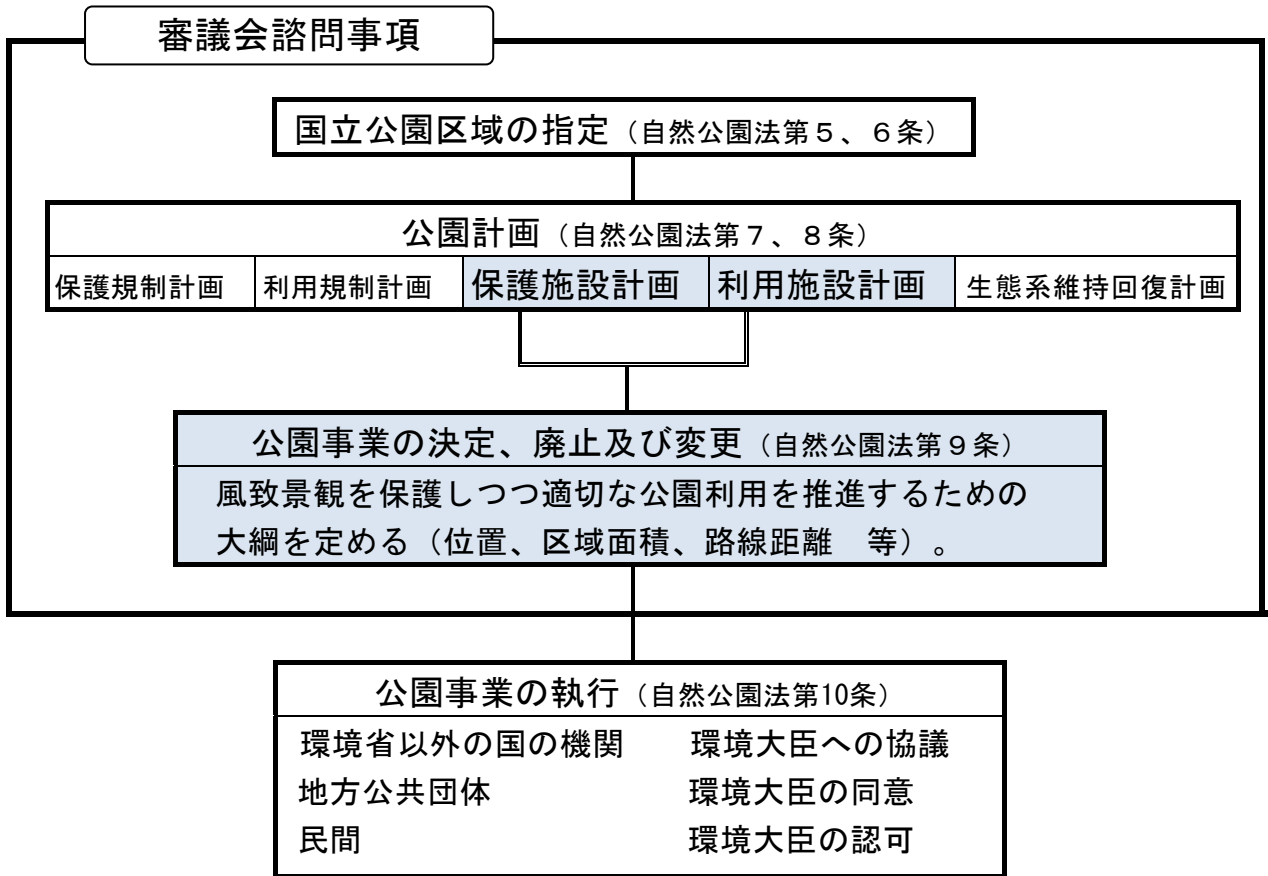 審議会諮問事項
国立公園区域の指定（自然公園法第５、６条）
公園計画（自然公園法第７、８条）
保護規制計画 利用規制計画 保護施設計画 利用施設計画 生態系維持回復計画
公園事業の決定、廃止及び変更（自然公園法第９条）
風致景観を保護しつつ適切な公園利用を推進するための
大綱を定める（位置、区域面積、路線距離　等）。
公園事業の執行（自然公園法第10条）
環境省以外の国の機関 環境大臣への協議
地方公共団体 環境大臣の同意
民間 環境大臣の認可